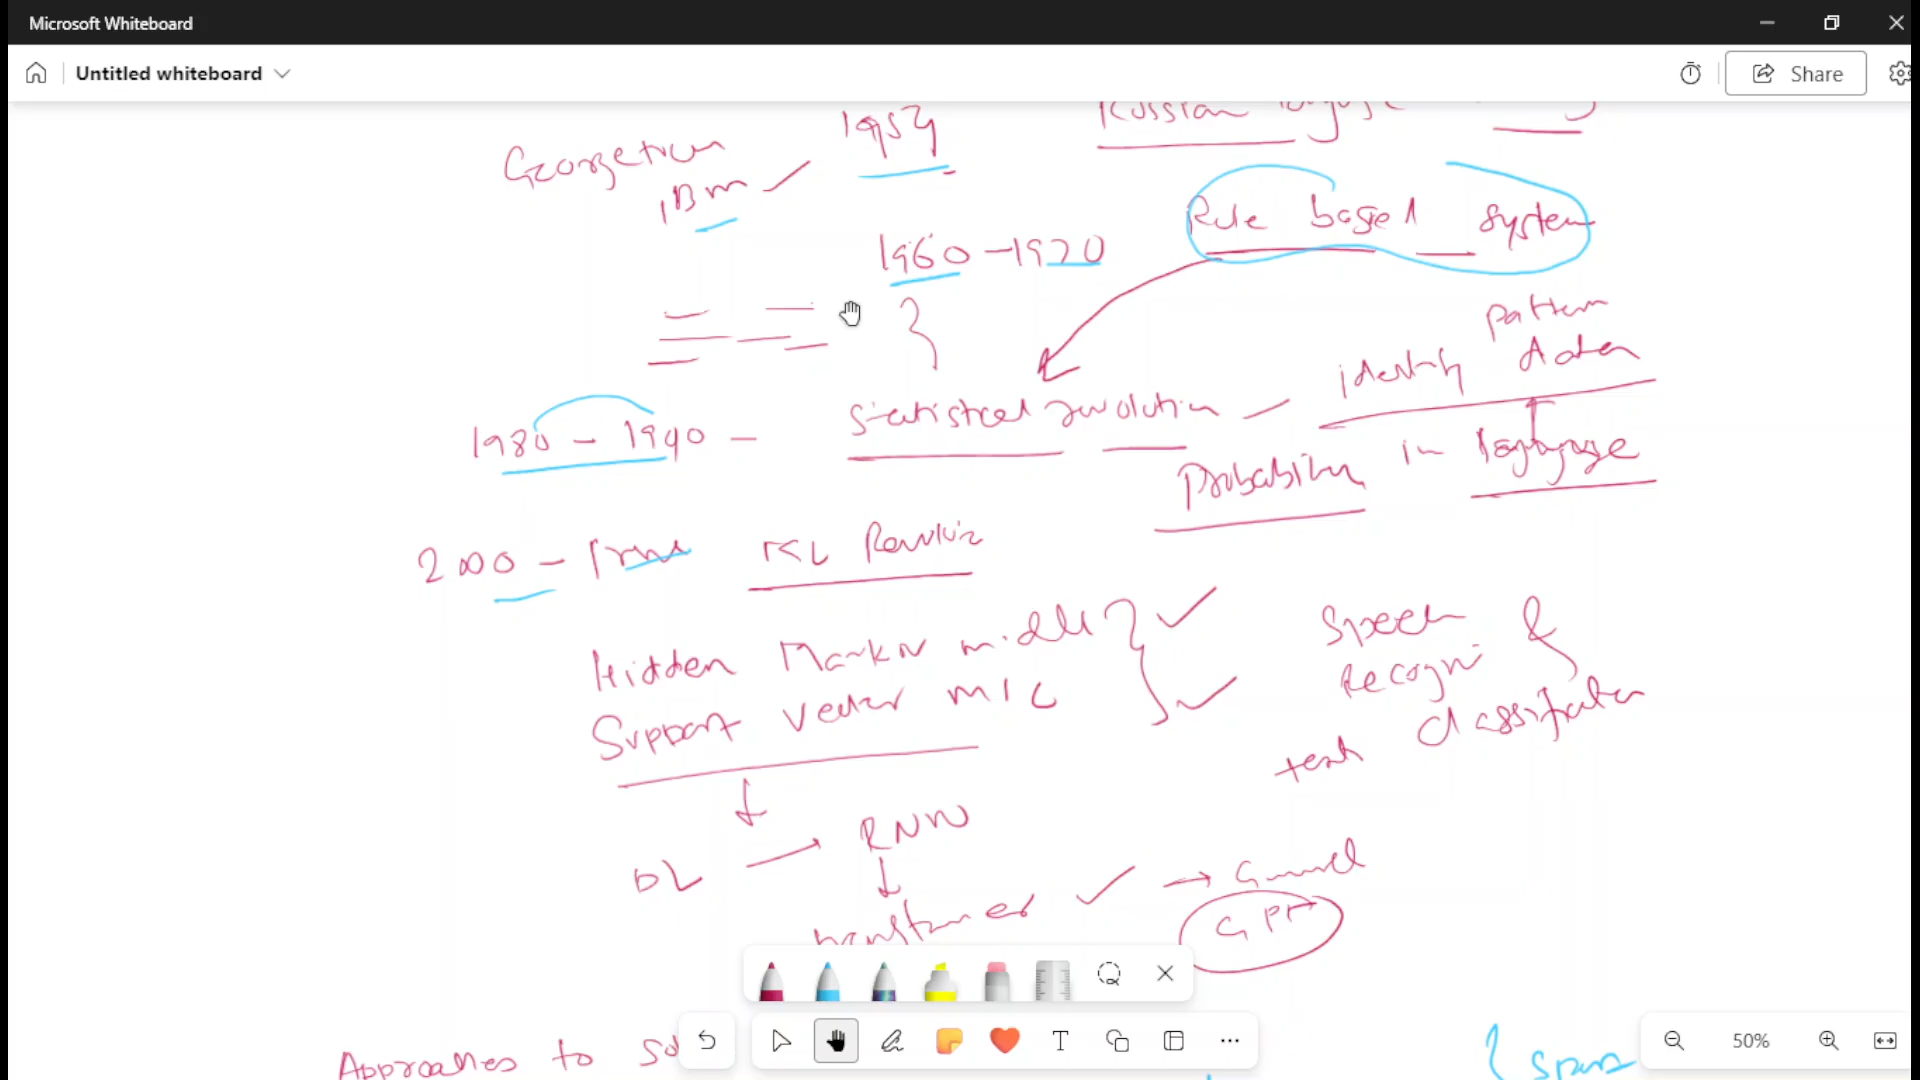 Microsoft Whiteboard
Untitled whiteboard
Share
Russian
Georgetown 1954
IBM
Rule based system
1960 - 1970
pattern
identify data
1980 - 1990 - Statistical revolution
Probability in language
2000 -
Hidden Markov
Support vector M/C
Speech &
Recogni
text classification
DL RNN
Transformer
GPT
Approaches to
50%